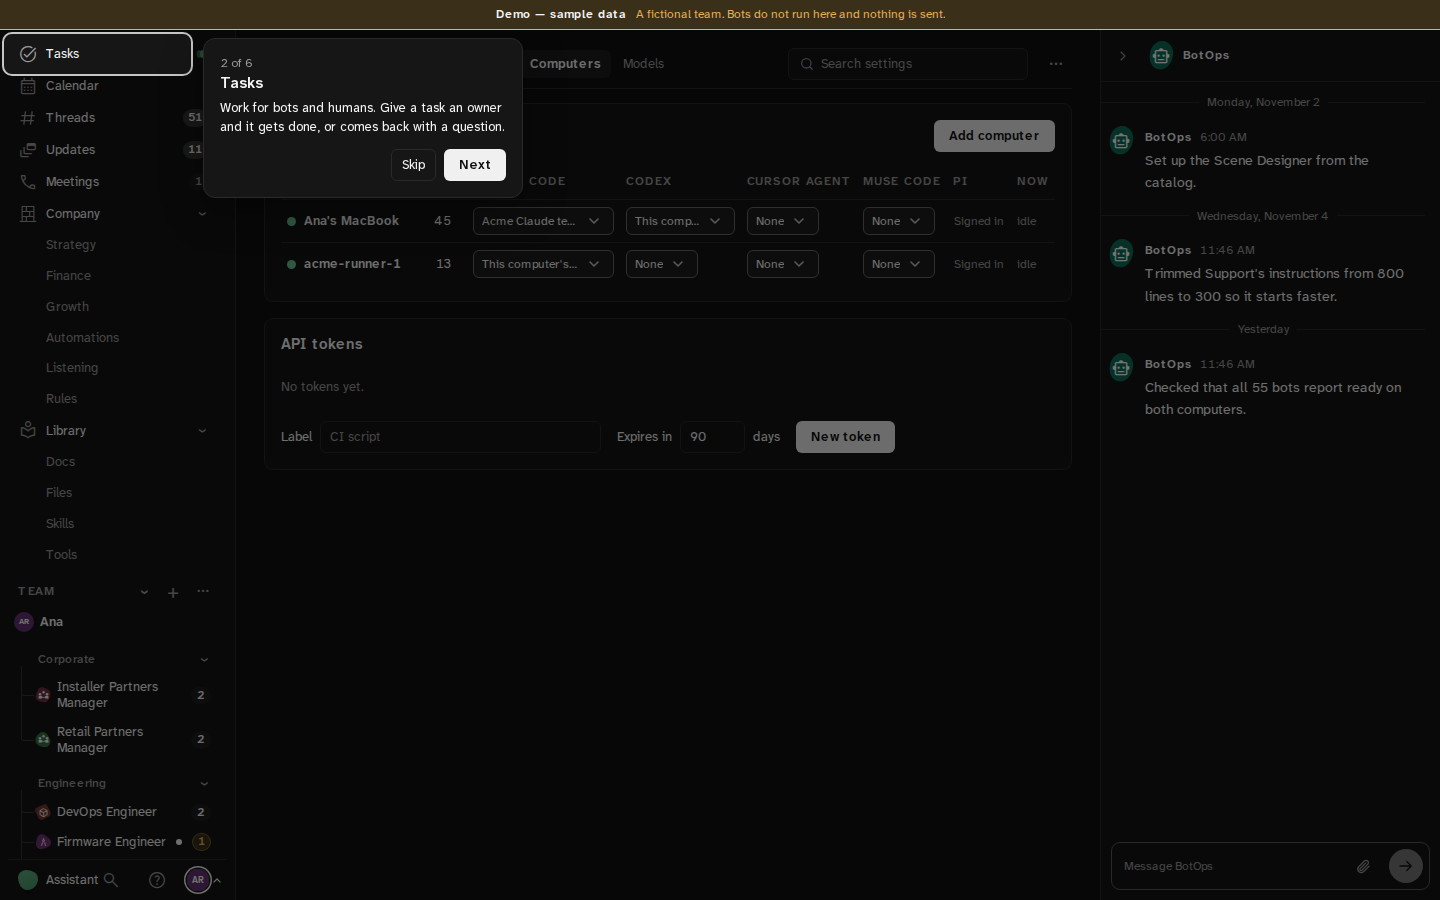 Demo — sample data A fictional team. Bots do not run here and nothing is sent.
Tasks
Calendar
Threads 51
Updates 11
Meetings 1
Company
Strategy
Finance
Growth
Automations
Listening
Rules
Library
Docs
Files
Skills
Tools
TEAM
AR Ana
Corporate
Installer Partners
Manager
2
Retail Partners
Manager
2
Engineering
DevOps Engineer 2
Firmware Engineer 1
Assistant
AR
2 of 6
Tasks
Work for bots and humans. Give a task an owner
and it gets done, or comes back with a question.
Skip Next
Computers Models Search settings
Add computer
CODE CODEX CURSOR AGENT MUSE CODE PI NOW
Ana's MacBook 45 Acme Claude te... This comp... None None Signed in idle
acme-runner-1 13 This computer's... None None None Signed in idle
API tokens
No tokens yet.
Label CI script Expires in 90 days New token
BotOps
Monday, November 2
BotOps 6:00 AM
Set up the Scene Designer from the
catalog.
Wednesday, November 4
BotOps 11:46 AM
Trimmed Support's instructions from 800
lines to 300 so it starts faster.
Yesterday
BotOps 11:46 AM
Checked that all 55 bots report ready on
both computers.
Message BotOps